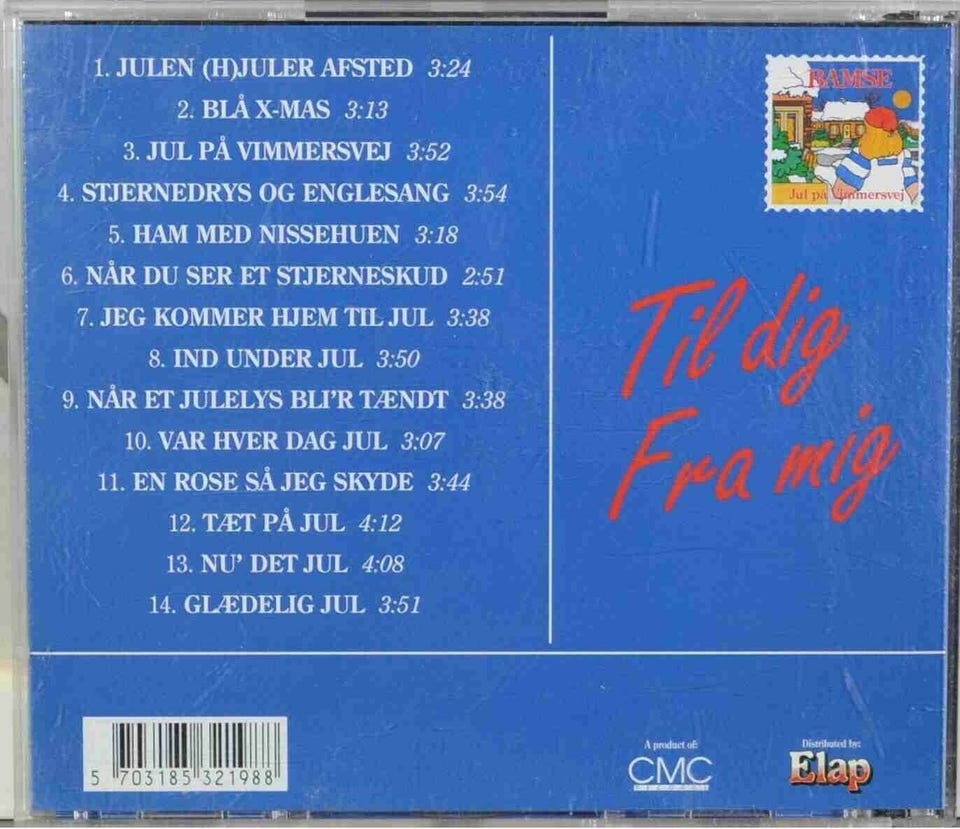 1. JULEN (H)JULER AFSTED 3:24
2. BLÅ X-MAS 3:13
3. JUL PÅ VIMMERSVEJ 3:52
4. STJERNEDRYS OG ENGLESANG 3:54
5. HAM MED NISSEHUEN 3:18
6. NÅR DU SER ET STJERNESKUD 2:51
7. JEG KOMMER HJEM TIL JUL 3:38
8. IND UNDER JUL 3:50
9. NÅR ET JULELYS BLI'R TÆNDT 3:38
10. VAR HVER DAG JUL 3:07
11. EN ROSE SÅ JEG SKYDE 3:44
12. TÆT PÅ JUL 4:12
13. NU' DET JUL 4:08
14. GLÆDELIG JUL 3:51
BAMSE
Jul på Vimmersvej
Til dig
Fra mig
5 703185 321988
A product of:
CMC
RECORDS
Distributed by:
Elap